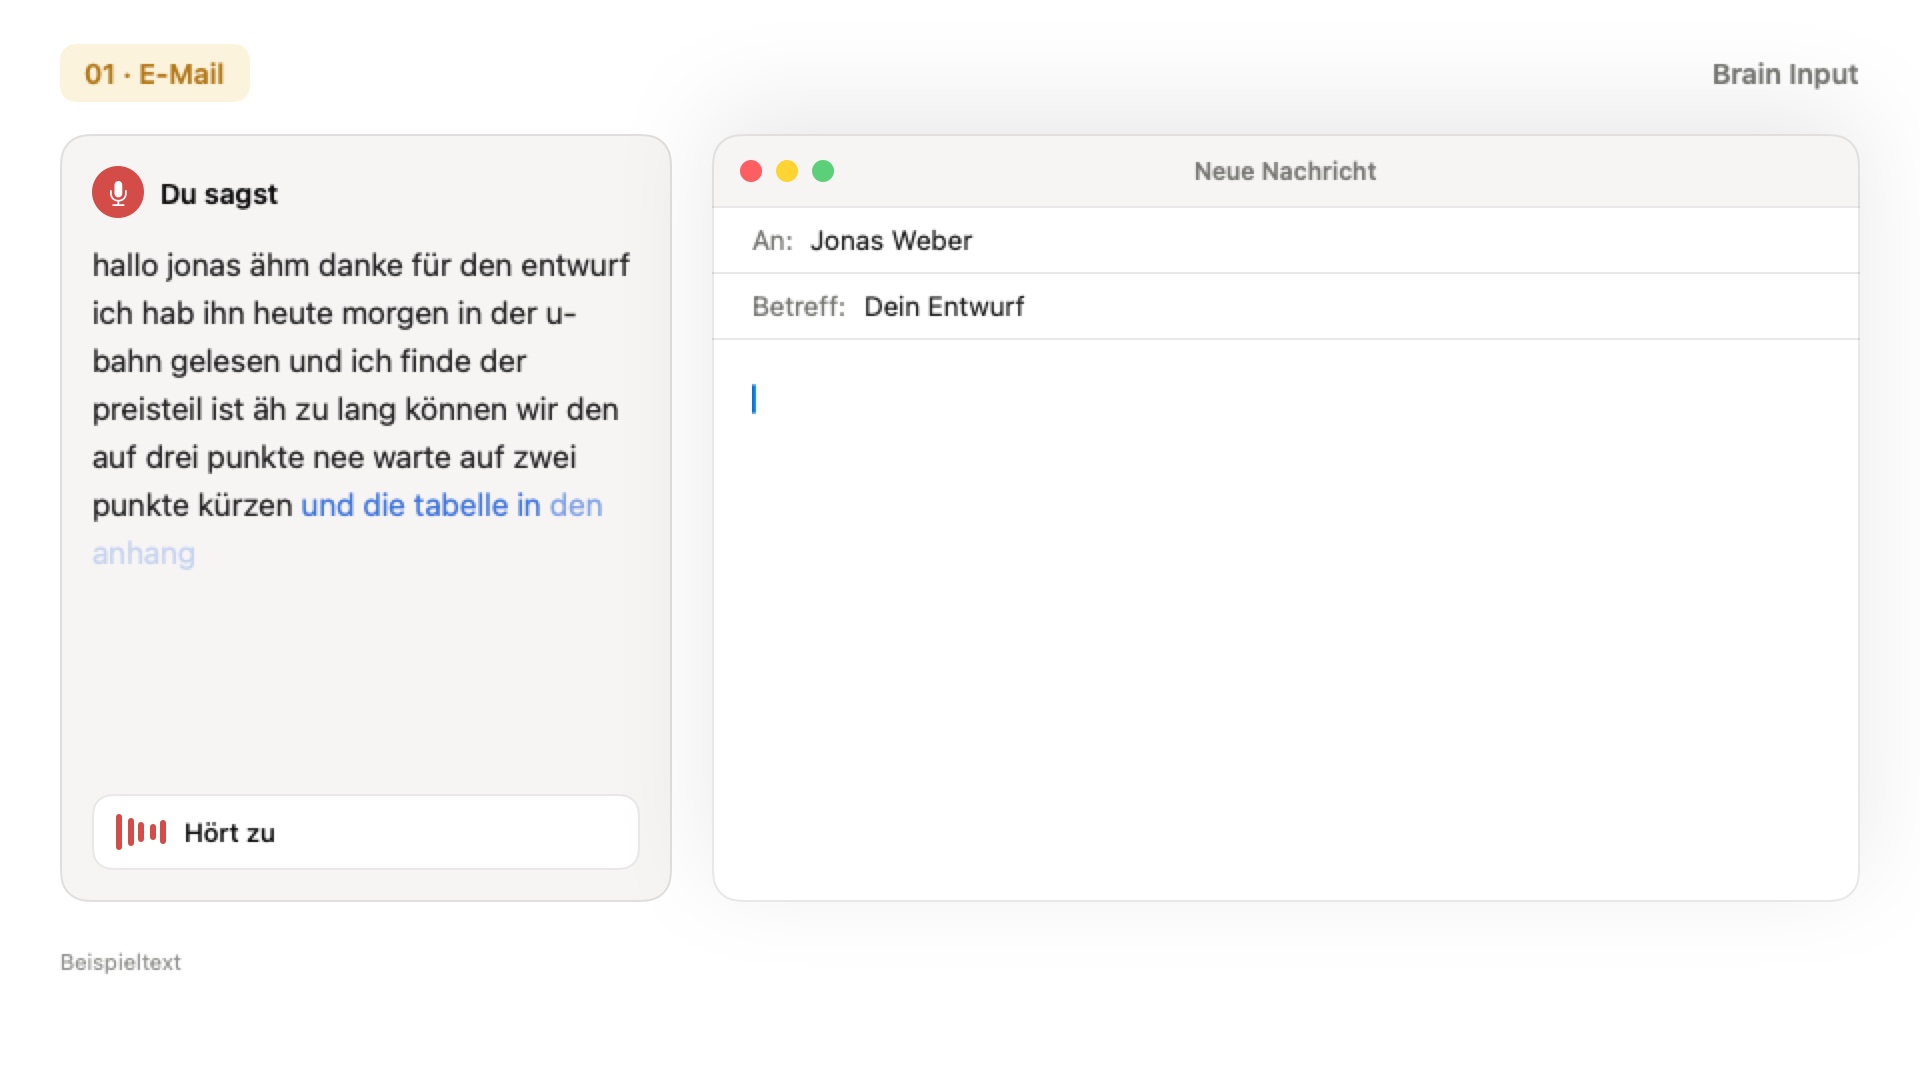 01 · E-Mail
Brain Input
Du sagst
hallo jonas ähm danke für den entwurf
ich hab ihn heute morgen in der u-
bahn gelesen und ich finde der
preisteil ist äh zu lang können wir den
auf drei punkte nee warte auf zwei
punkte kürzen und die tabelle in den
anhang
Hört zu
Neue Nachricht
An: Jonas Weber
Betreff: Dein Entwurf
Beispieltext